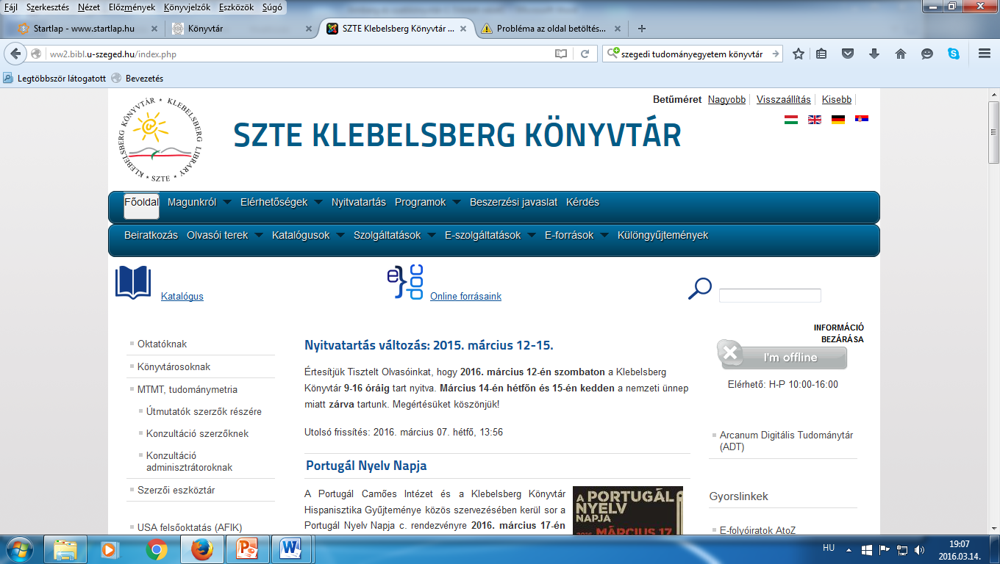 Fájl Szerkesztés Nézet Előzmények Könyvjelzők Eszközök Súgó
Startlap - www.startlap.hu
Könyvtár
SZTE Klebelsberg Könyvtár ...
Probléma az oldal betöltés...
ww2.bibl.u-szeged.hu/index.php
szegedi tudományegyetem könyvtár
Legtöbbször látogatott
Bevezetés
KLEBELSBERG KÖNYVTÁR * KLEBELSBERG LIBRARY * SZTE *
SZTE KLEBELSBERG KÖNYVTÁR
Betűméret Nagyobb Visszaállítás Kisebb
Főoldal Magunkról Elérhetőségek Nyitvatartás Programok Beszerzési javaslat Kérdés
Beiratkozás Olvasói terek Katalógusok Szolgáltatások E-szolgáltatások E-források Különgyűjtemények
Katalógus
e}doc
Online forrásaink
Oktatóknak
Könyvtárosoknak
MTMT, tudománymetria
Útmutatók szerzők részére
Konzultáció szerzőknek
Konzultáció
adminisztrátoroknak
Szerzői eszköztár
USA felsőoktatás (AFIK)
Nyitvatartás változás: 2015. március 12-15.
Értesítjük Tisztelt Olvasóinkat, hogy 2016. március 12-én szombaton a Klebelsberg
Könyvtár 9-16 óráig tart nyitva. Március 14-én hétfőn és 15-én kedden a nemzeti ünnep
miatt zárva tartunk. Megértésüket köszönjük!
Utolsó frissítés: 2016. március 07. hétfő, 13:56
Portugál Nyelv Napja
A Portugál Camões Intézet és a Klebelsberg Könyvtár
Hispanisztika Gyűjteménye közös szervezésében kerül sor a
Portugál Nyelv Napja c. rendezvényre 2016. március 17-én
A PORTUGÁL
NYELV
NAPJA
2016. MÁRCIUS 17.
INFORMÁCIÓ
BEZÁRÁSA
I'm offline
Elérhető: H-P 10:00-16:00
Arcanum Digitális Tudománytár
(ADT)
Gyorslinkek
E-folyóiratok AtoZ
HU
19:07
2016.03.14.